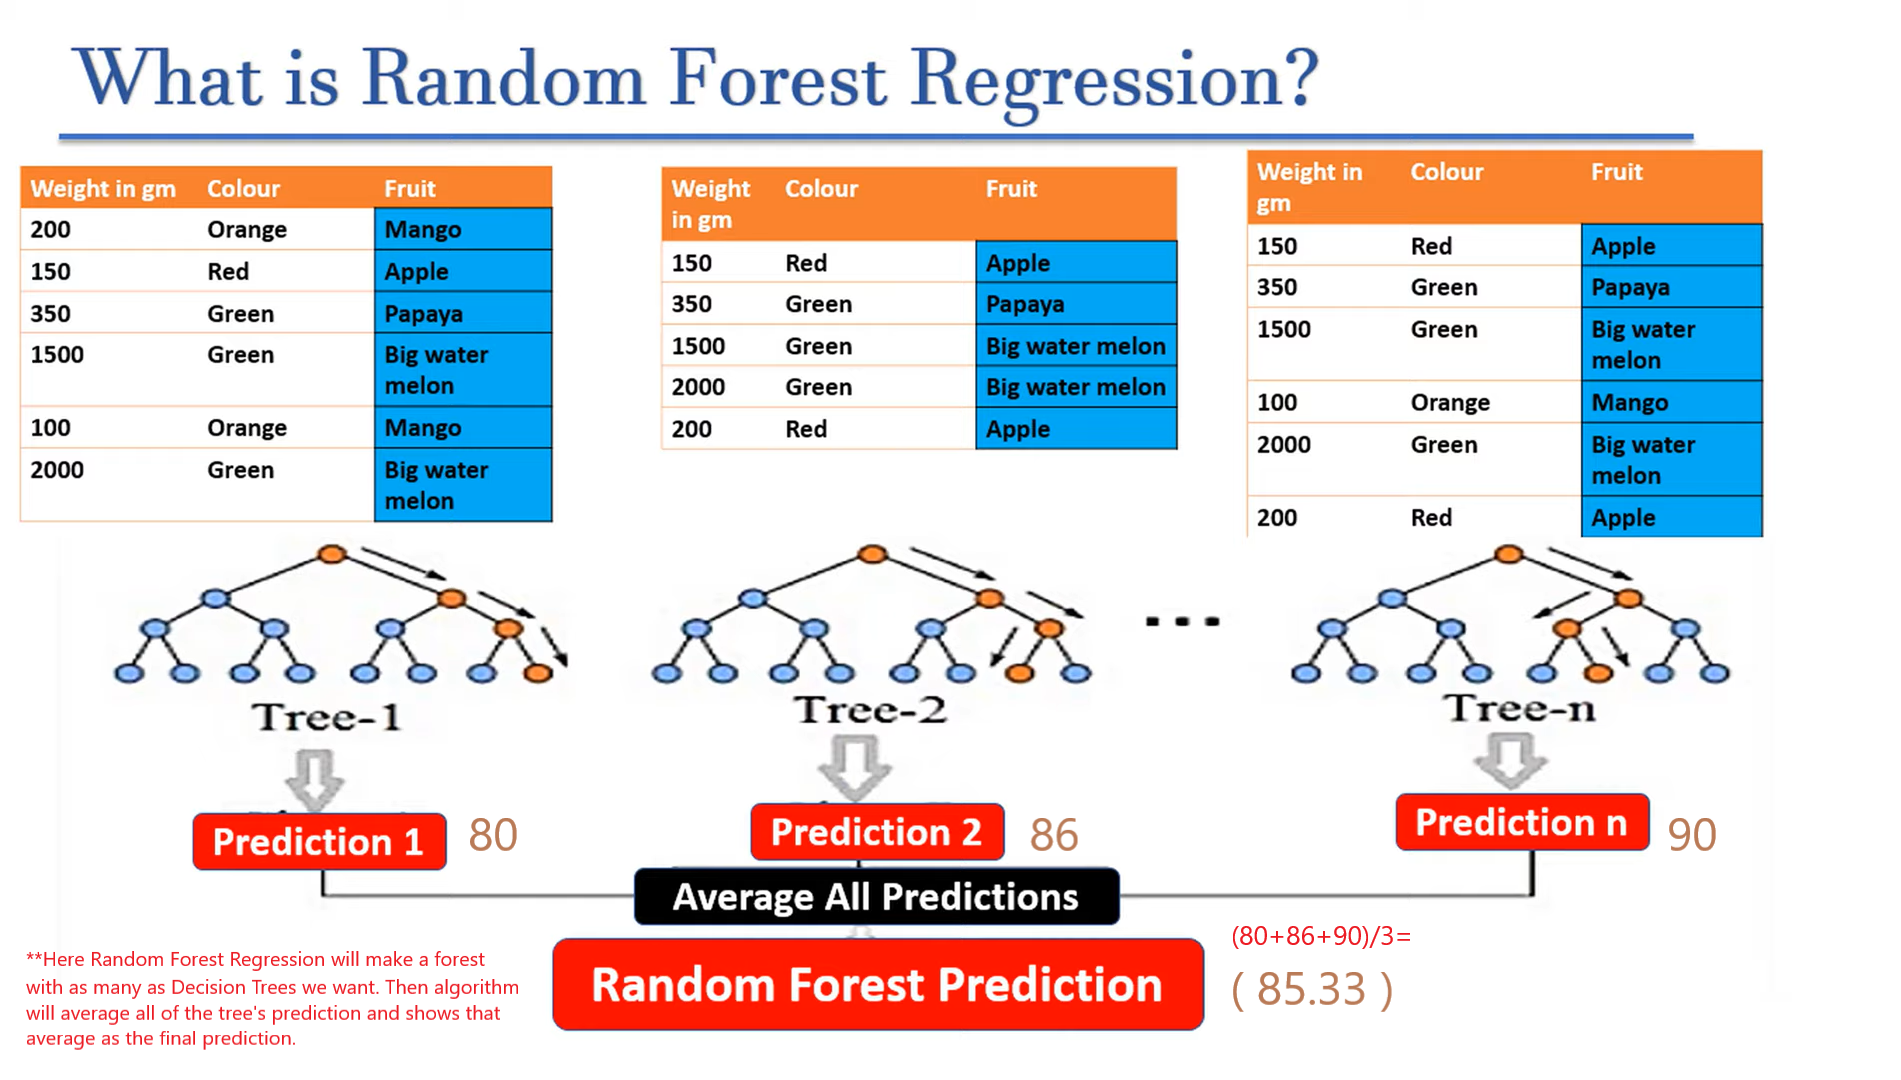 What is Random Forest Regression?
Weight in gm Colour Fruit
200 Orange Mango
150 Red Apple
350 Green Papaya
1500 Green Big water
melon
100 Orange Mango
2000 Green Big water
melon
Weight Colour Fruit
in gm
150 Red Apple
350 Green Papaya
1500 Green Big water melon
2000 Green Big water melon
200 Red Apple
Weight in Colour Fruit
gm
150 Red Apple
350 Green Papaya
1500 Green Big water
melon
100 Orange Mango
2000 Green Big water
melon
200 Red Apple
Tree-1
Tree-2
Tree-n
Prediction 1 80
Prediction 2 86
Prediction n 90
Average All Predictions
(80+86+90)/3=
Random Forest Prediction
( 85.33 )
**Here Random Forest Regression will make a forest
with as many as Decision Trees we want. Then algorithm
will average all of the tree's prediction and shows that
average as the final prediction.